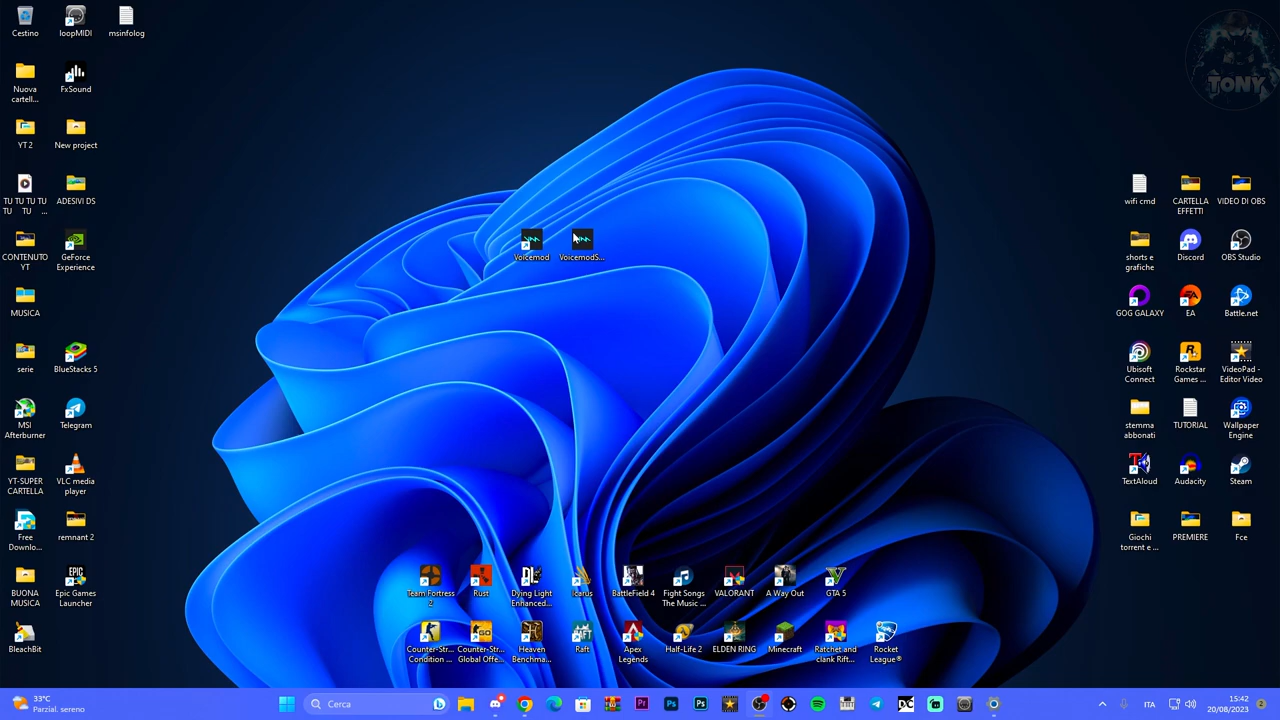 Cestino
loopMIDI
msinfolog
TONY
Nuova
cartell...
FxSound
YT 2
New project
TU TU TU TU
TU TU ...
ADESIVI DS
wifi cmd
CARTELLA
EFFETTI
VIDEO DI OBS
CONTENUTO
YT
GeForce
Experience
Voicemod
VoicemodS...
shorts e
grafiche
Discord
OBS Studio
MUSICA
GOG GALAXY
EA
Battle.net
serie
BlueStacks 5
Ubisoft
Connect
Rockstar
Games ...
VideoPad -
Editor Video
MSI
Afterburner
Telegram
stemma
abbonati
TUTORIAL
Wallpaper
Engine
YT-SUPER
CARTELLA
VLC media
player
TextAloud
Audacity
Steam
Free
Downlo...
remnant 2
Giochi
torrent e ...
PREMIERE
Fce
BUONA
MUSICA
Epic Games
Launcher
Team Fortress
2
Rust
Dying Light
Enhanced...
Icarus
BattleField 4
Fight Songs
The Music ...
VALORANT
A Way Out
GTA 5
BleachBit
Counter-Str...
Condition ...
Counter-Str...
Global Offe...
Heaven
Benchma...
Raft
Apex
Legends
Half-Life 2
ELDEN RING
Minecraft
Ratchet and
clank Rift...
Rocket
League®
33°C
Parzial. sereno
Cerca
ITA
15:42
20/08/2023
2